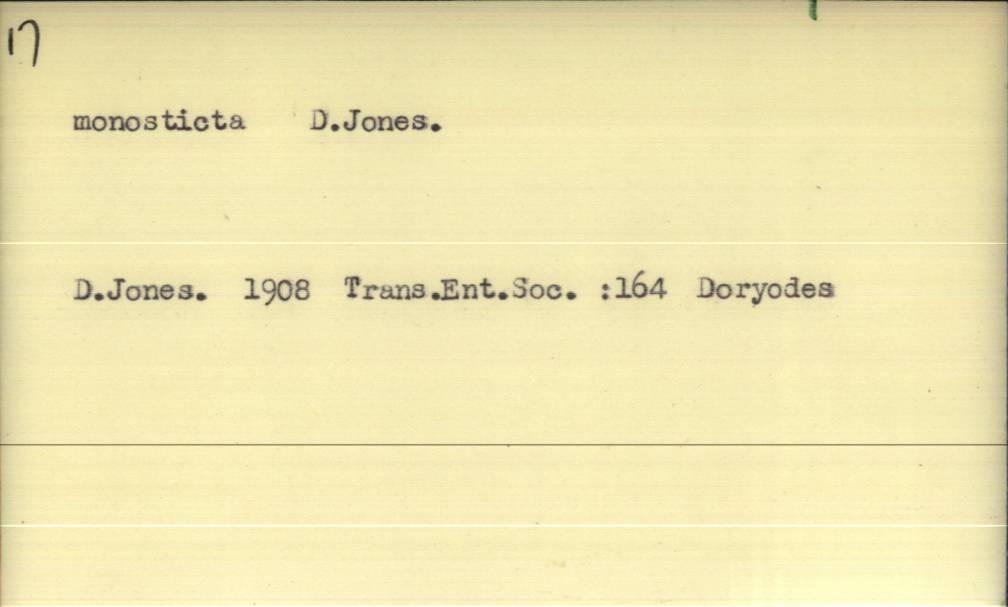 17
monosticta D.Jones.
D.Jones. 1908 Trans.Ent.Soc. :164 Doryodes